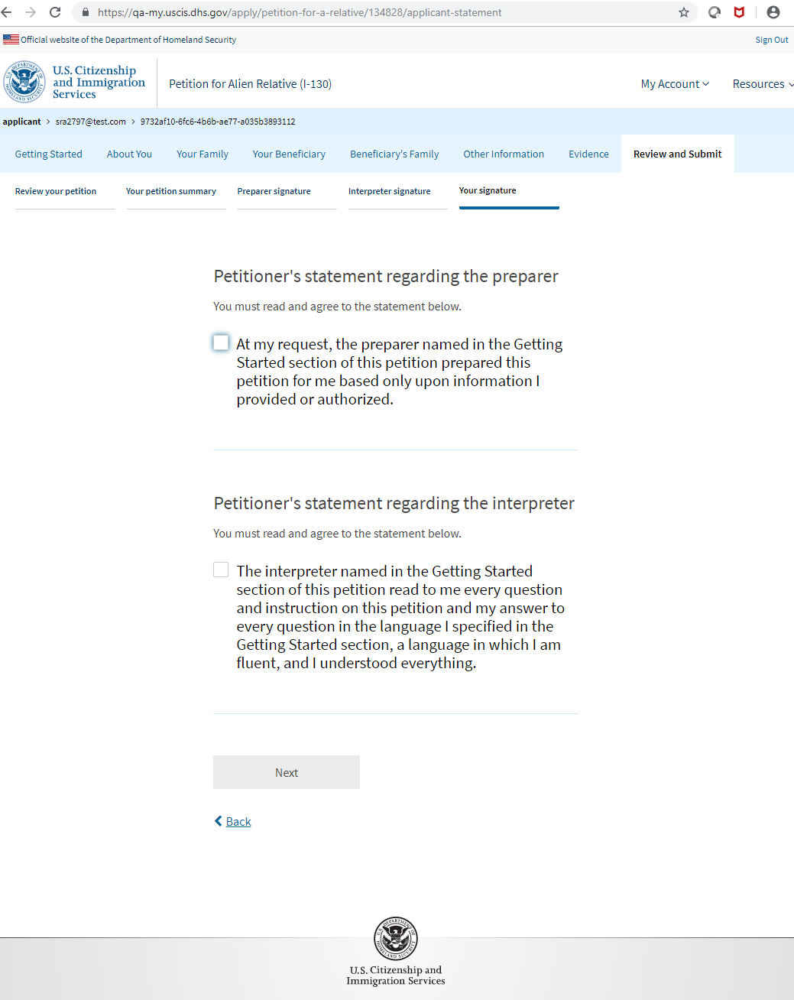 https://qa-my.uscis.dhs.gov/apply/petition-for-a-relative/134828/applicant-statement
Official website of the Department of Homeland Security
Sign Out
U.S. Citizenship
and Immigration
Services
Petition for Alien Relative (I-130)
My Account
Resources
applicant > sra2797@test.com > 9732af10-6fc6-4b6b-ae77-a035b3893112
Getting Started About You Your Family Your Beneficiary Beneficiary's Family Other Information Evidence Review and Submit
Review your petition Your petition summary Preparer signature Interpreter signature Your signature
Petitioner's statement regarding the preparer
You must read and agree to the statement below.
At my request, the preparer named in the Getting
Started section of this petition prepared this
petition for me based only upon information I
provided or authorized.
Petitioner's statement regarding the interpreter
You must read and agree to the statement below.
The interpreter named in the Getting Started
section of this petition read to me every question
and instruction on this petition and my answer to
every question in the language I specified in the
Getting Started section, a language in which I am
fluent, and I understood everything.
Next
Back
U.S. DEPARTMENT OF HOMELAND SECURITY
U.S. Citizenship and
Immigration Services